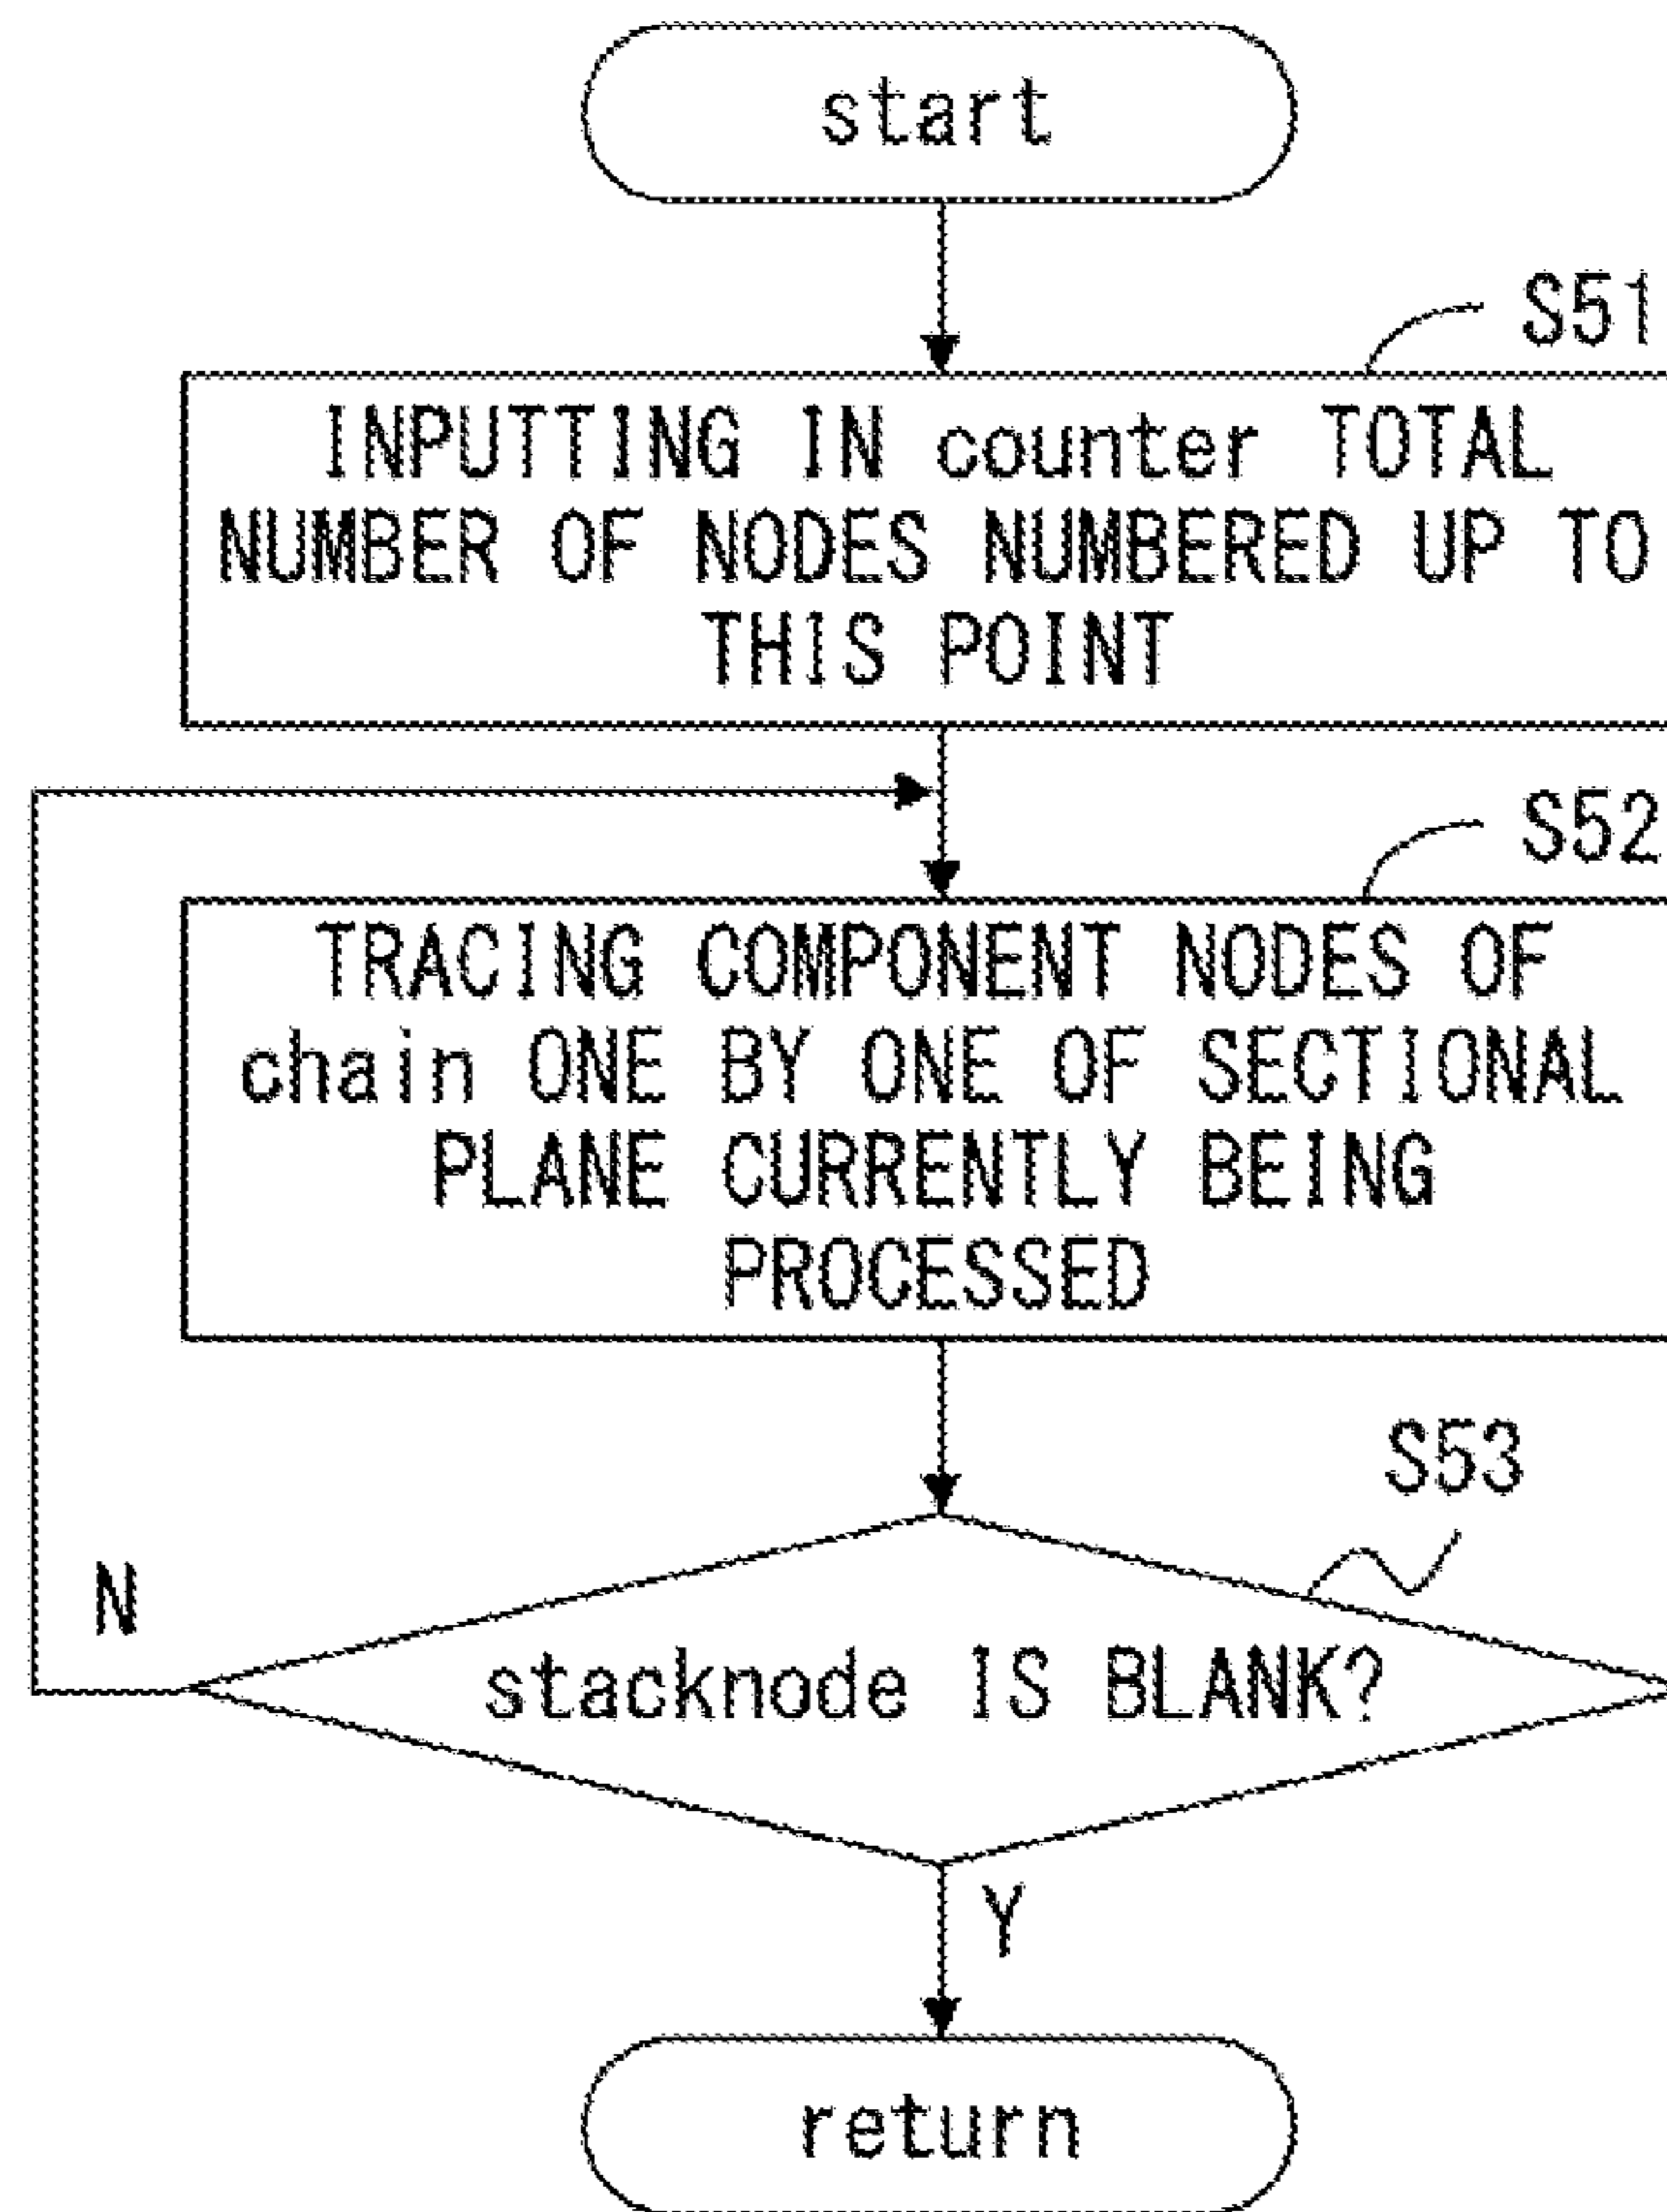 start
S51
INPUTTING IN counter TOTAL
NUMBER OF NODES NUMBERED UP TO
THIS POINT
S52
TRACING COMPONENT NODES OF
chain ONE BY ONE OF SECTIONAL
PLANE CURRENTLY BEING
PROCESSED
S53
N
stacknode IS BLANK?
Y
return